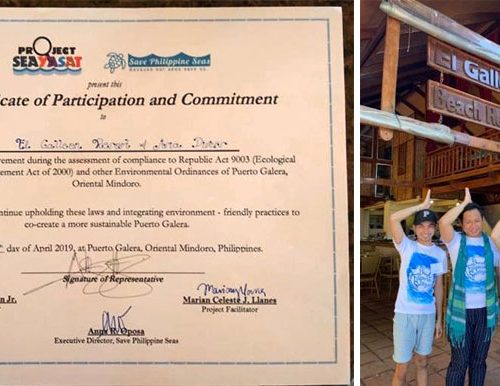 PROJECT
SEAYASAT
Save Philippine Seas
present this
cate of Participation and Commitment
to
El Galleon Resort & Asia Divers
vement during the assessment of compliance to Republic Act 9003 (Ecological
ement Act of 2000) and other Environmental Ordinances of Puerto Galera,
Oriental Mindoro.
ntinue upholding these laws and integrating environment - friendly practices to
co-create a more sustainable Puerto Galera.
day of April 2019, at Puerto Galera, Oriental Mindoro, Philippines.
Signature of Representative
n Jr.
Marian Celeste J. Llanes
Project Facilitator
Anna R. Oposa
Executive Director, Save Philippine Seas
El Galle
Beach R